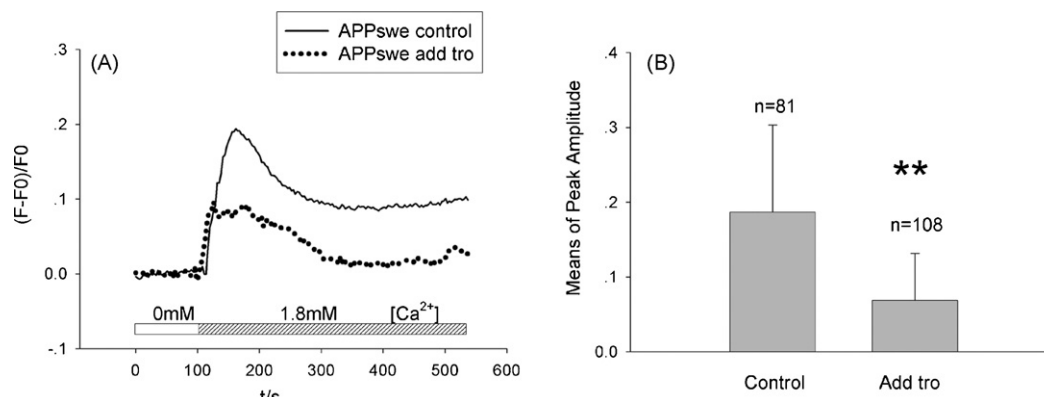 APPswe control
APPswe add tro
(A)
(F-F0)/F0
.3
.2
.1
0.0
-.1
0mM 1.8mM [Ca²⁺]
0 100 200 300 400 500 600
t/s
(B)
Means of Peak Amplitude
.4
.3
.2
.1
0.0
n=81
**
n=108
Control Add tro